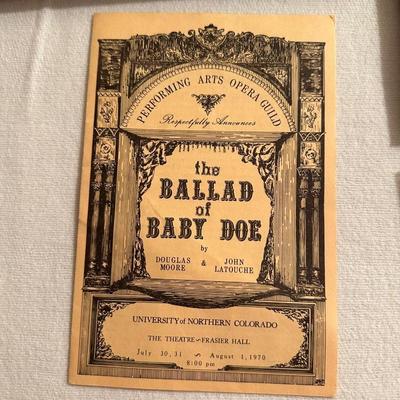 PERFORMING ARTS OPERA GUILD
Respectfully Announces
the
BALLAD
of
BABY DOE
by
DOUGLAS MOORE & JOHN LATOUCHE
UNIVERSITY of NORTHERN COLORADO
THE THEATRE ~ FRASIER HALL
July 30, 31 ~ August 1, 1970
8:00 pm